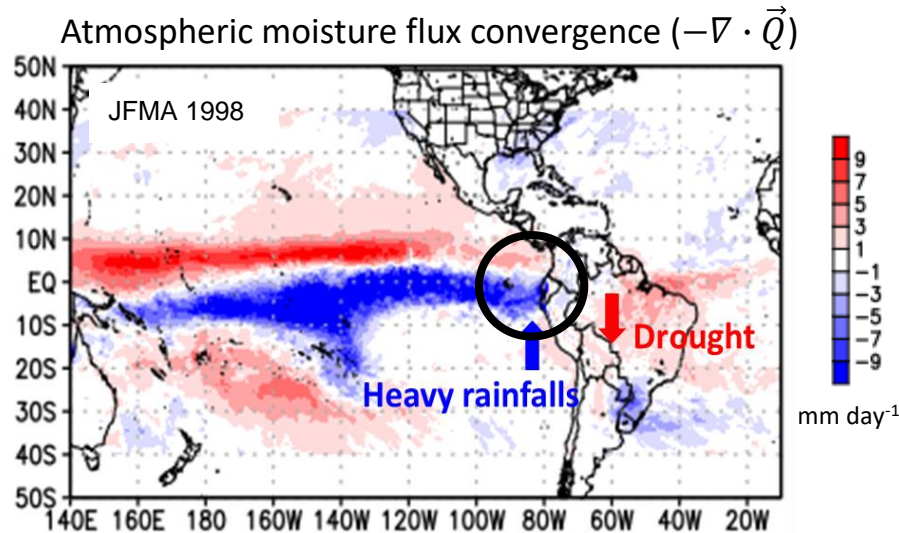 Atmospheric moisture flux convergence (−∇ · Q⃗)
JFMA 1998
50N
40N
30N
20N
10N
EQ
10S
20S
30S
40S
50S
140E 160E 180 160W 140W 120W 100W 80W 60W 40W 20W
Drought
Heavy rainfalls
9
7
5
3
1
−1
−3
−5
−7
−9
mm day⁻¹